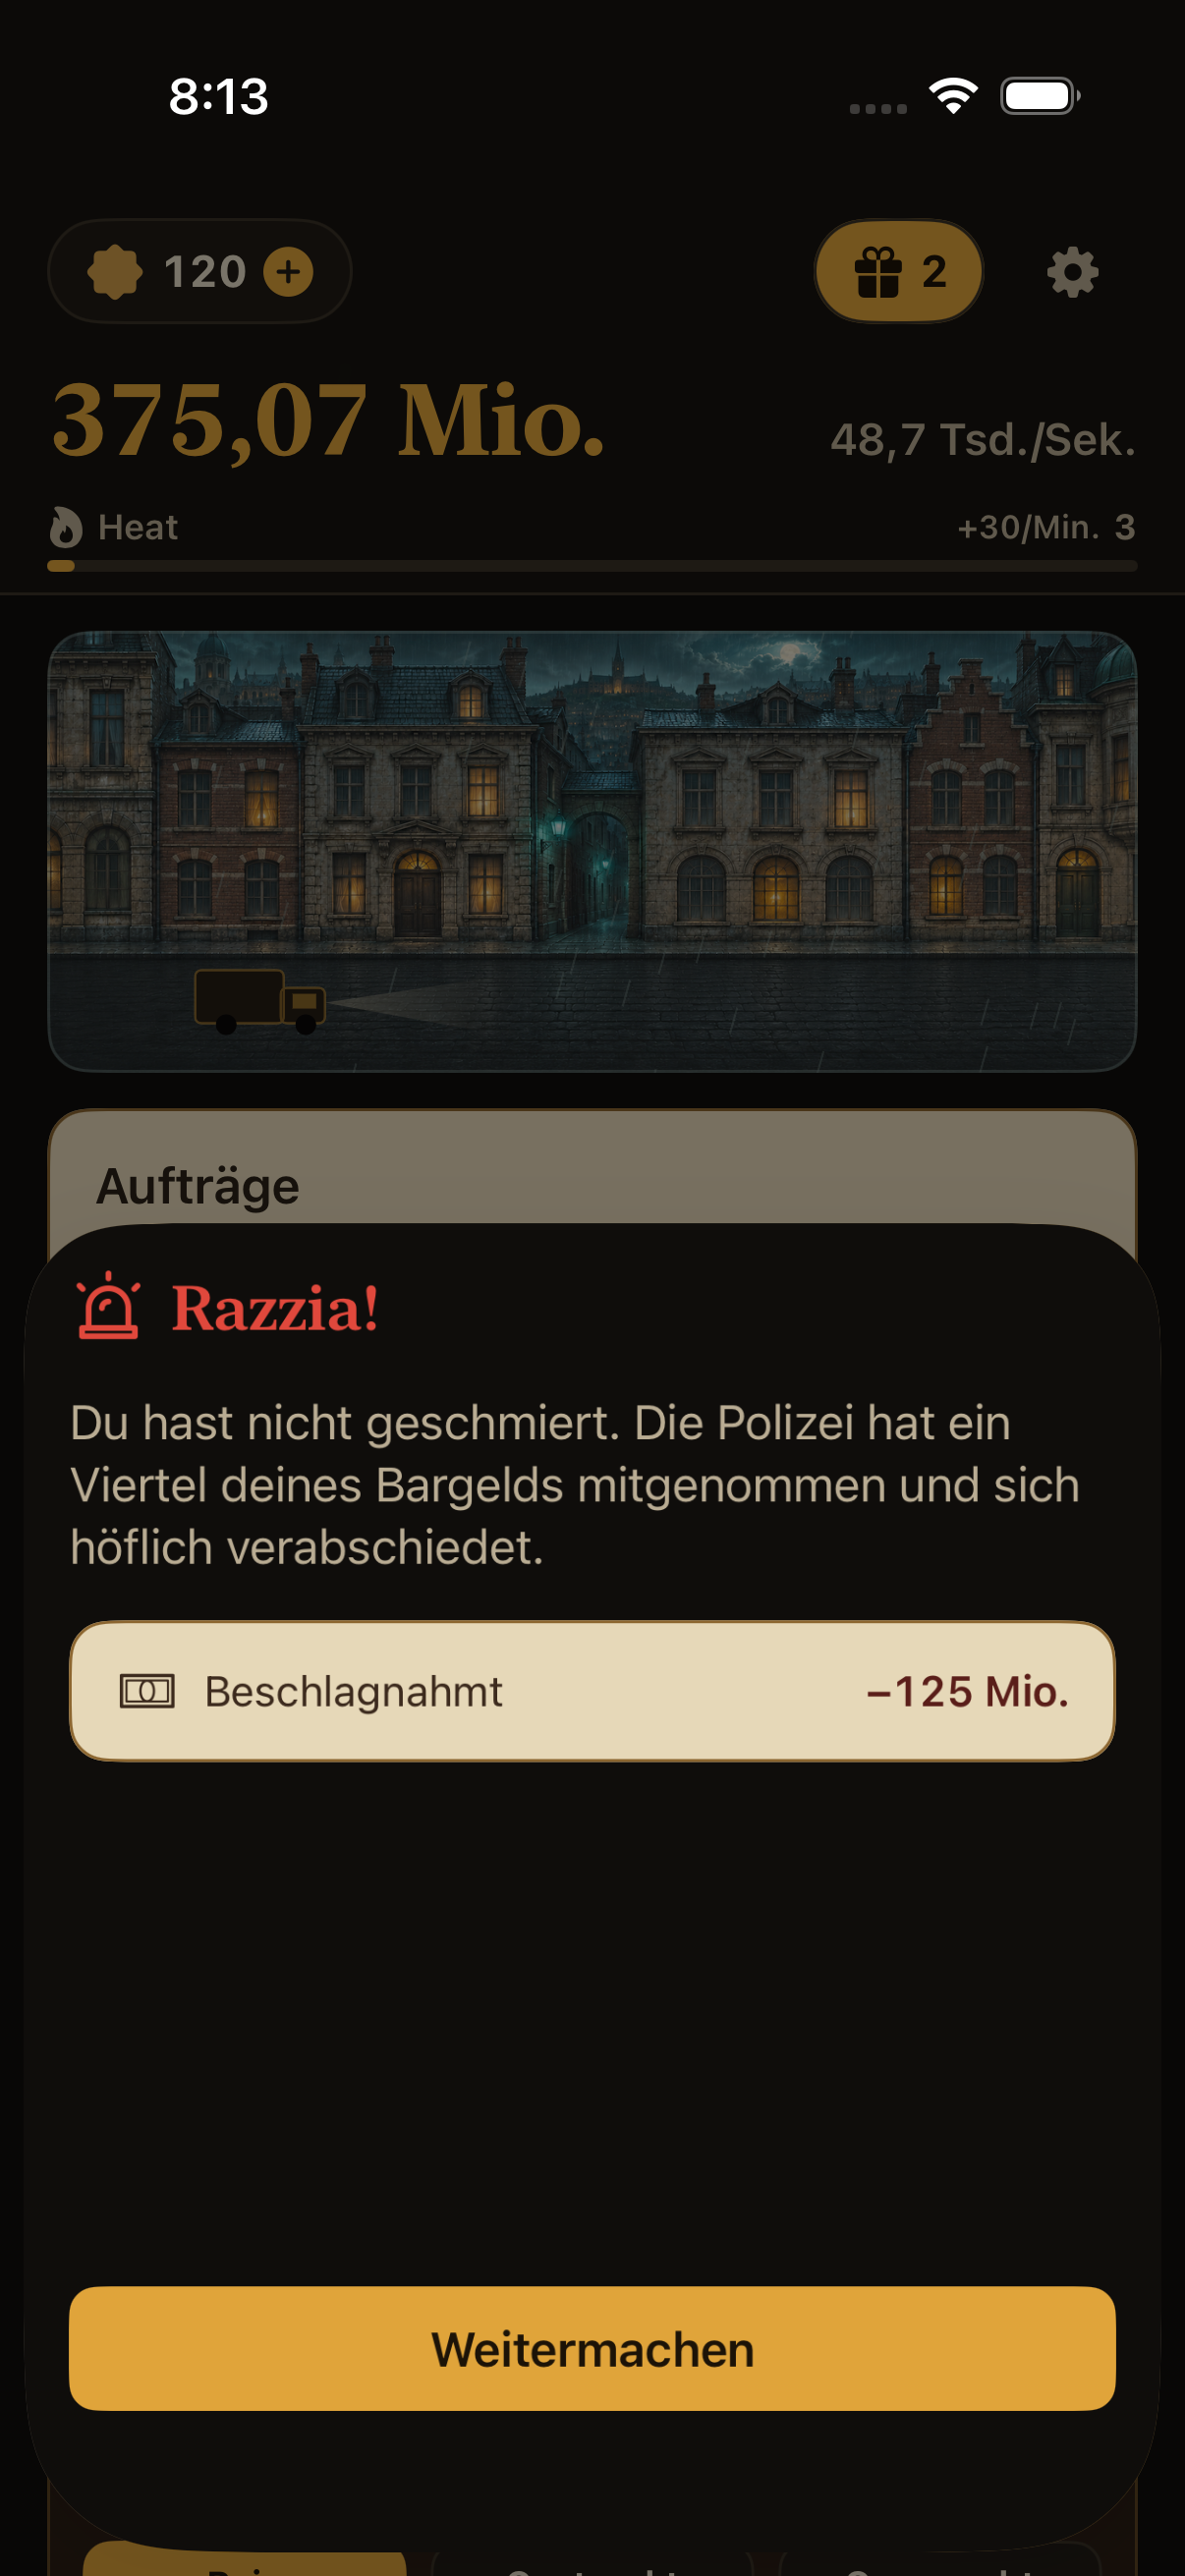 8:13
120
2
375,07 Mio.
48,7 Tsd./Sek.
Heat
+30/Min. 3
Aufträge
Razzia!
Du hast nicht geschmiert. Die Polizei hat ein
Viertel deines Bargelds mitgenommen und sich
höflich verabschiedet.
Beschlagnahmt
−125 Mio.
Weitermachen